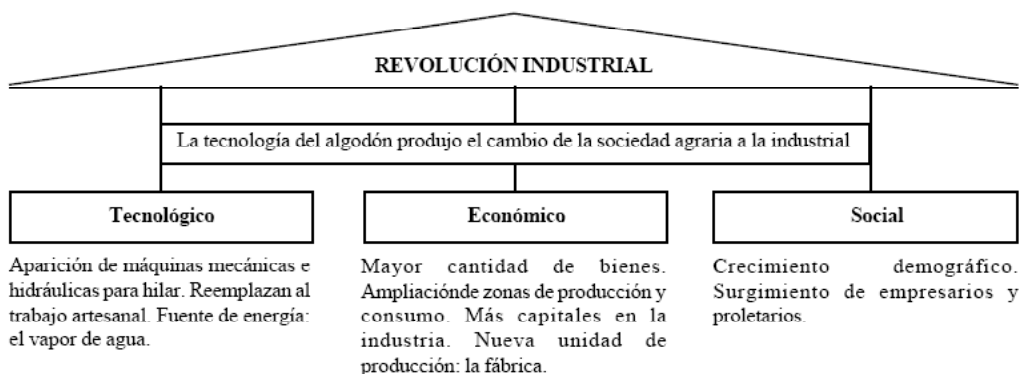 REVOLUCIÓN INDUSTRIAL
La tecnología del algodón produjo el cambio de la sociedad agraria a la industrial
Tecnológico
Aparición de máquinas mecánicas e
hidráulicas para hilar. Reemplazan al
trabajo artesanal. Fuente de energía:
el vapor de agua.
Económico
Mayor cantidad de bienes.
Ampliaciónde zonas de producción y
consumo. Más capitales en la
industria. Nueva unidad de
producción: la fábrica.
Social
Crecimiento demográfico.
Surgimiento de empresarios y
proletarios.